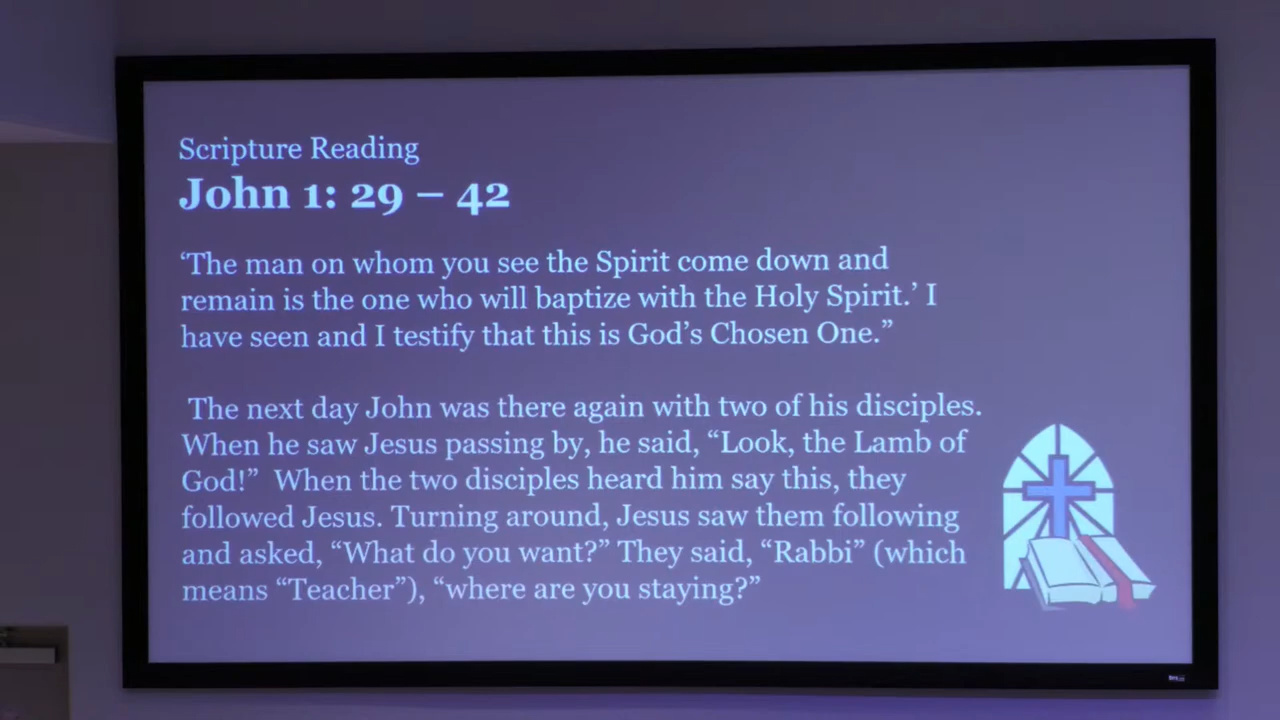 Scripture Reading
John 1: 29 – 42
‘The man on whom you see the Spirit come down and
remain is the one who will baptize with the Holy Spirit.’ I
have seen and I testify that this is God’s Chosen One.”
The next day John was there again with two of his disciples.
When he saw Jesus passing by, he said, “Look, the Lamb of
God!”  When the two disciples heard him say this, they
followed Jesus. Turning around, Jesus saw them following
and asked, “What do you want?” They said, “Rabbi” (which
means “Teacher”), “where are you staying?”